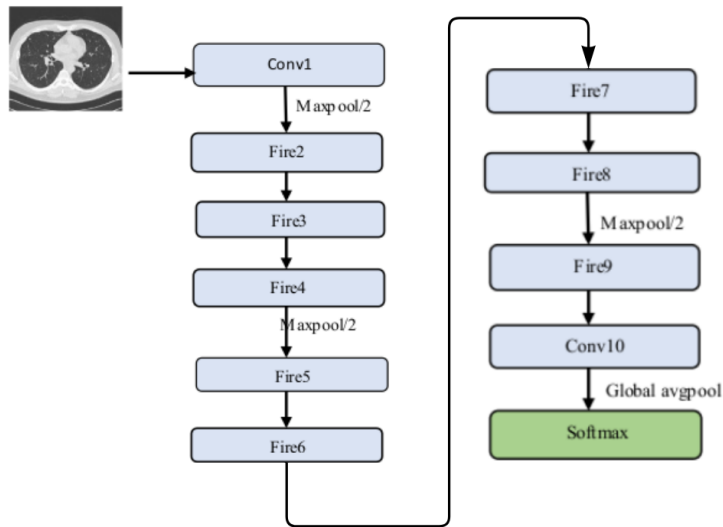 Conv1
Maxpool/2
Fire2
Fire3
Fire4
Maxpool/2
Fire5
Fire6
Fire7
Fire8
Maxpool/2
Fire9
Conv10
Global avgpool
Softmax